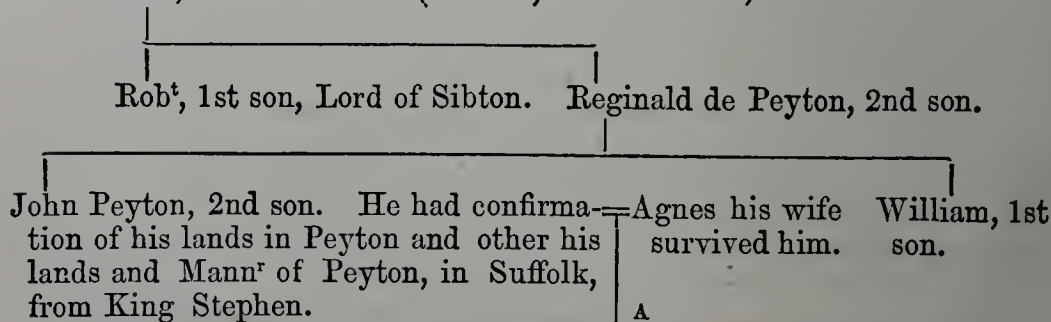 Robᵗ, 1st son, Lord of Sibton. Reginald de Peyton, 2nd son.
John Peyton, 2nd son. He had confirma-
tion of his lands in Peyton and other his
lands and Mannʳ of Peyton, in Suffolk,
from King Stephen.
Agnes his wife
survived him.
William, 1st
son.
A